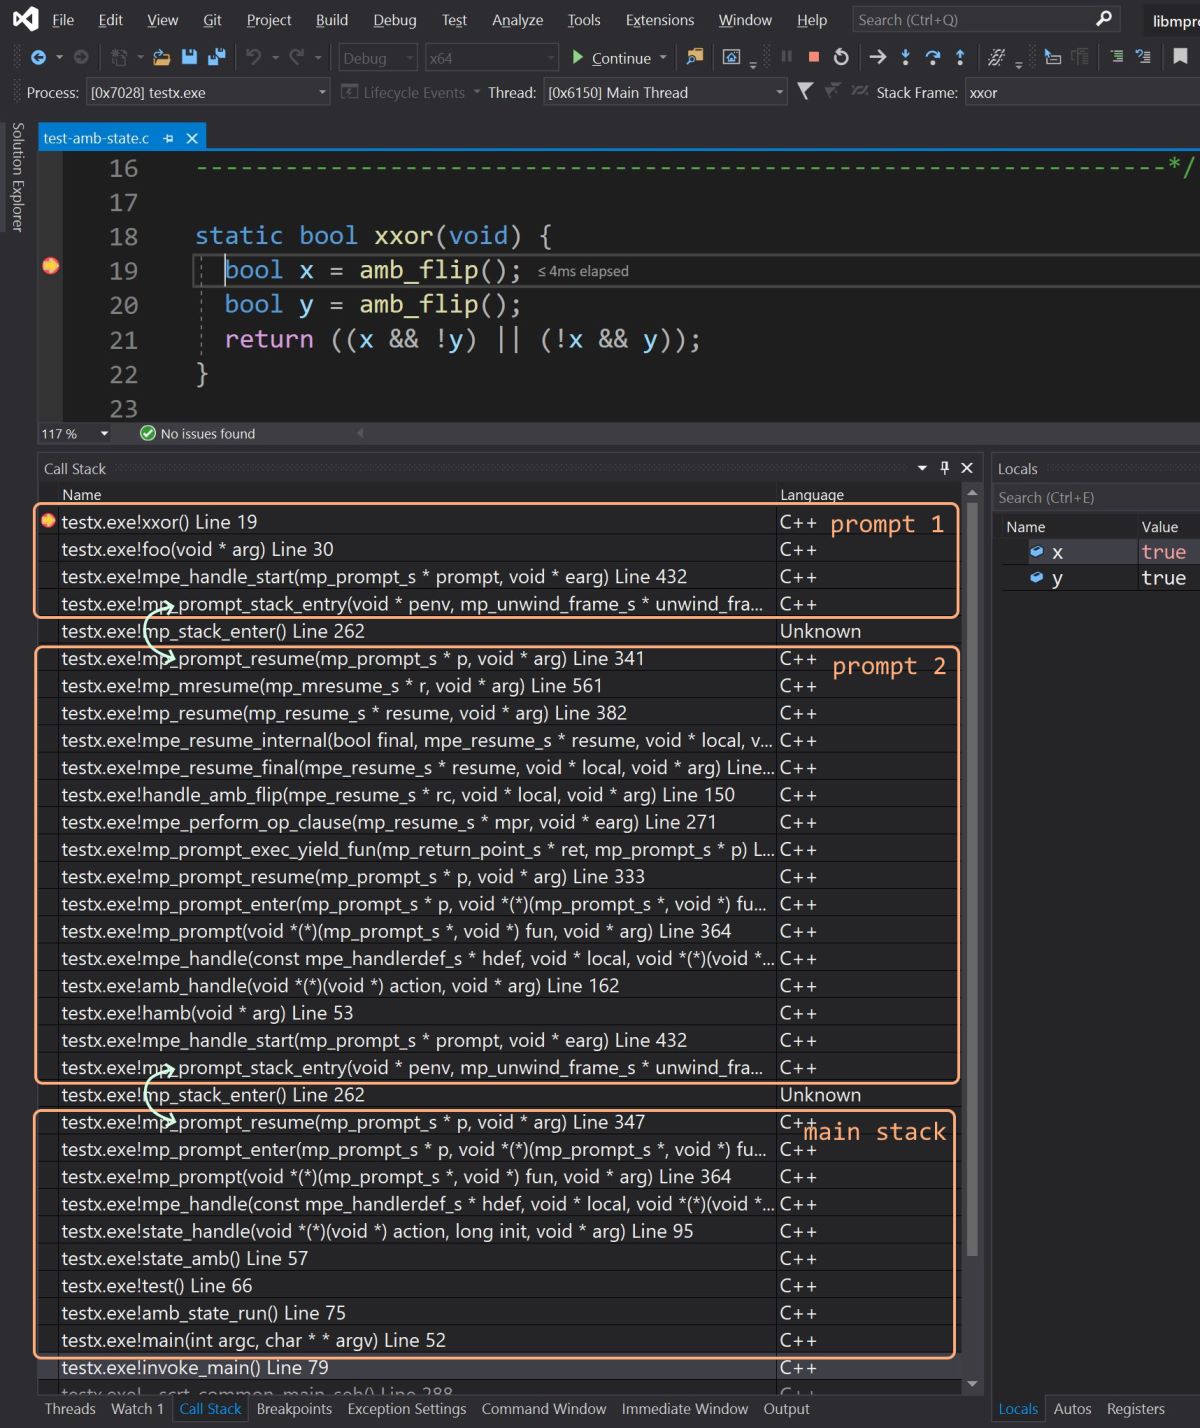 File Edit View Git Project Build Debug Test Analyze Tools Extensions Window Help Search (Ctrl+Q) libmpro
Debug x64 Continue
Process: [0x7028] testx.exe Lifecycle Events Thread: [0x6150] Main Thread Stack Frame: xxor
Solution Explorer
test-amb-state.c
16 -----------------------------------------------------------------*/
17
18 static bool xxor(void) {
19 bool x = amb_flip(); ≤ 4ms elapsed
20 bool y = amb_flip();
21 return ((x && !y) || (!x && y));
22 }
23
117 % No issues found
Call Stack
Name Language
testx.exe!xxor() Line 19 C++ prompt 1
testx.exe!foo(void * arg) Line 30 C++
testx.exe!mpe_handle_start(mp_prompt_s * prompt, void * earg) Line 432 C++
testx.exe!mp_prompt_stack_entry(void * penv, mp_unwind_frame_s * unwind_fra... C++
testx.exe!mp_stack_enter() Line 262 Unknown
testx.exe!mp_prompt_resume(mp_prompt_s * p, void * arg) Line 341 C++ prompt 2
testx.exe!mp_mresume(mp_mresume_s * r, void * arg) Line 561 C++
testx.exe!mp_resume(mp_resume_s * resume, void * arg) Line 382 C++
testx.exe!mpe_resume_internal(bool final, mpe_resume_s * resume, void * local, v... C++
testx.exe!mpe_resume_final(mpe_resume_s * resume, void * local, void * arg) Line... C++
testx.exe!handle_amb_flip(mpe_resume_s * rc, void * local, void * arg) Line 150 C++
testx.exe!mpe_perform_op_clause(mp_resume_s * mpr, void * earg) Line 271 C++
testx.exe!mp_prompt_exec_yield_fun(mp_return_point_s * ret, mp_prompt_s * p) L... C++
testx.exe!mp_prompt_resume(mp_prompt_s * p, void * arg) Line 333 C++
testx.exe!mp_prompt_enter(mp_prompt_s * p, void *(*)(mp_prompt_s *, void *) fu... C++
testx.exe!mp_prompt(void *(*)(mp_prompt_s *, void *) fun, void * arg) Line 364 C++
testx.exe!mpe_handle(const mpe_handlerdef_s * hdef, void * local, void *(*)(void *... C++
testx.exe!amb_handle(void *(*)(void *) action, void * arg) Line 162 C++
testx.exe!hamb(void * arg) Line 53 C++
testx.exe!mpe_handle_start(mp_prompt_s * prompt, void * earg) Line 432 C++
testx.exe!mp_prompt_stack_entry(void * penv, mp_unwind_frame_s * unwind_fra... C++
testx.exe!mp_stack_enter() Line 262 Unknown
testx.exe!mp_prompt_resume(mp_prompt_s * p, void * arg) Line 347 C++ main stack
testx.exe!mp_prompt_enter(mp_prompt_s * p, void *(*)(mp_prompt_s *, void *) fu... C++
testx.exe!mp_prompt(void *(*)(mp_prompt_s *, void *) fun, void * arg) Line 364 C++
testx.exe!mpe_handle(const mpe_handlerdef_s * hdef, void * local, void *(*)(void *... C++
testx.exe!state_handle(void *(*)(void *) action, long init, void * arg) Line 95 C++
testx.exe!state_amb() Line 57 C++
testx.exe!test() Line 66 C++
testx.exe!amb_state_run() Line 75 C++
testx.exe!main(int argc, char * * argv) Line 52 C++
testx.exe!invoke_main() Line 79 C++
Locals
Search (Ctrl+E)
Name Value
x true
y true
Threads Watch 1 Call Stack Breakpoints Exception Settings Command Window Immediate Window Output
Locals Autos Registers